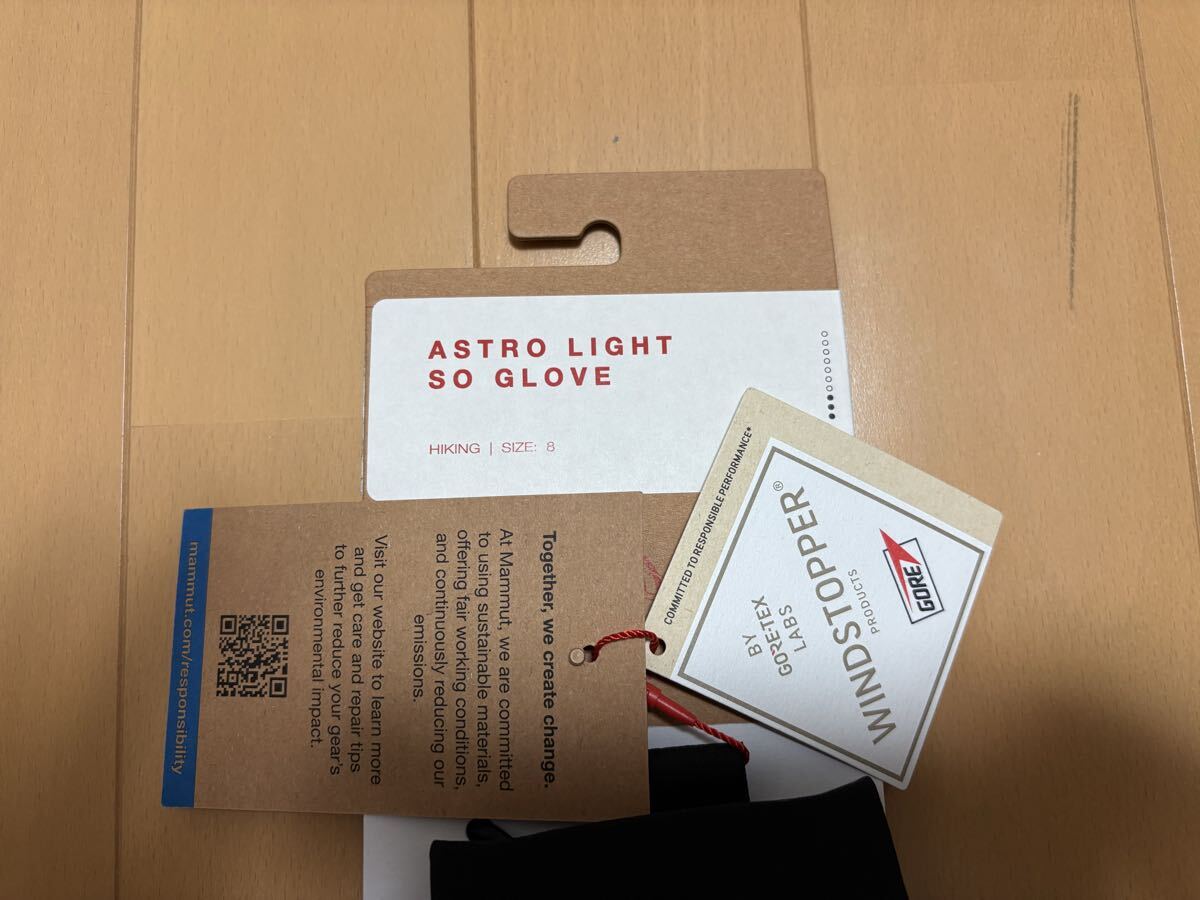 ASTRO LIGHT
SO GLOVE
HIKING | SIZE: 8
COMMITTED TO RESPONSIBLE PERFORMANCE*
GORE
WINDSTOPPER®
PRODUCTS
BY
GORE-TEX
LABS
Together, we create change.
At Mammut, we are committed
to using sustainable materials,
offering fair working conditions,
and continuously reducing our
emissions.
Visit our website to learn more
and get care and repair tips
to further reduce your gear's
environmental impact.
mammut.com/responsibility